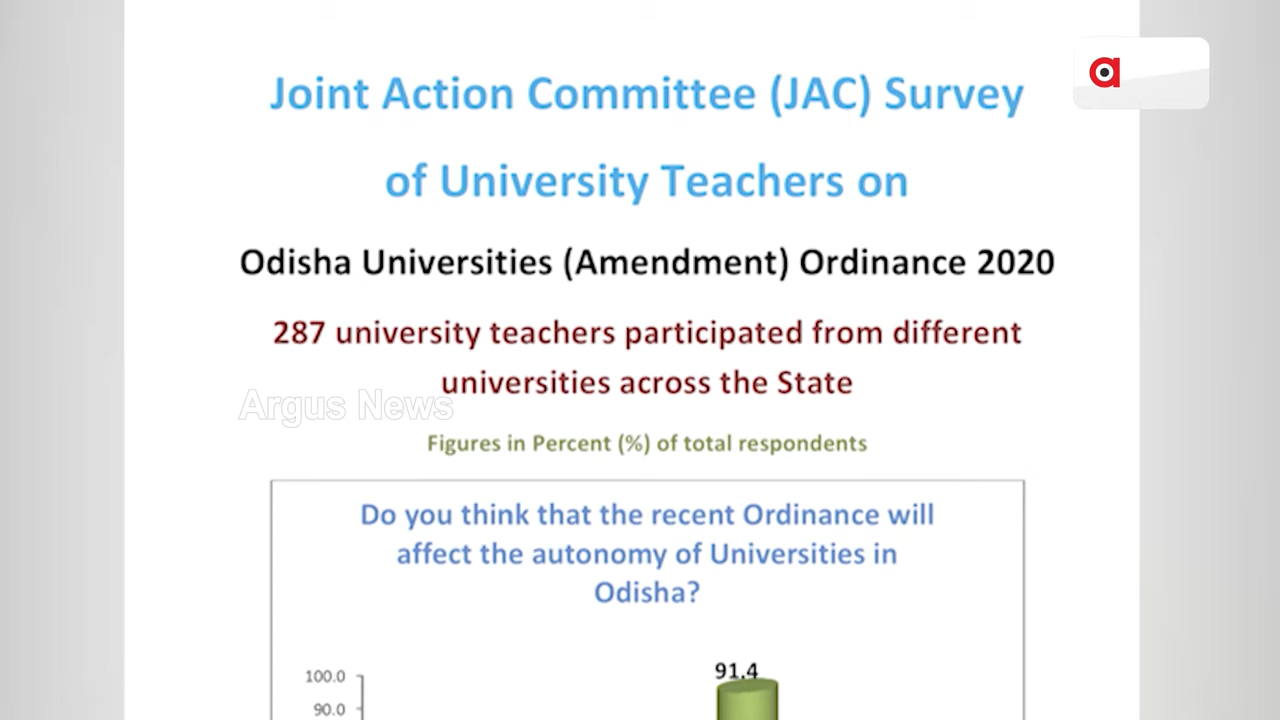 Joint Action Committee (JAC) Survey
of University Teachers on
Odisha Universities (Amendment) Ordinance 2020
287 university teachers participated from different
universities across the State
Argus News
Figures in Percent (%) of total respondents
Do you think that the recent Ordinance will
affect the autonomy of Universities in
Odisha?
91.4
100.0
90.0